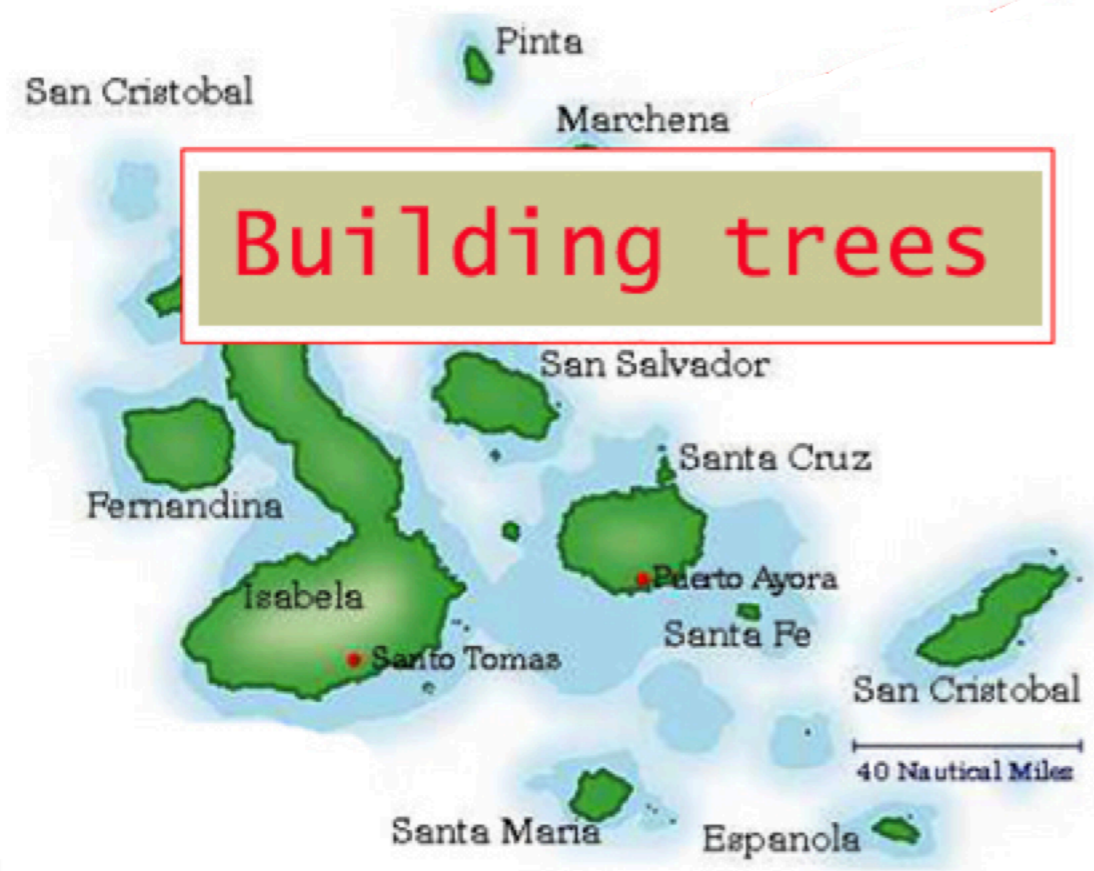 Pinta
San Cristobal
Marchena
Building trees
San Salvador
Santa Cruz
Fernandina
Puerto Ayora
Isabela
Santa Fe
Santo Tomas
San Cristobal
40 Nautical Miles
Santa Maria
Espanola